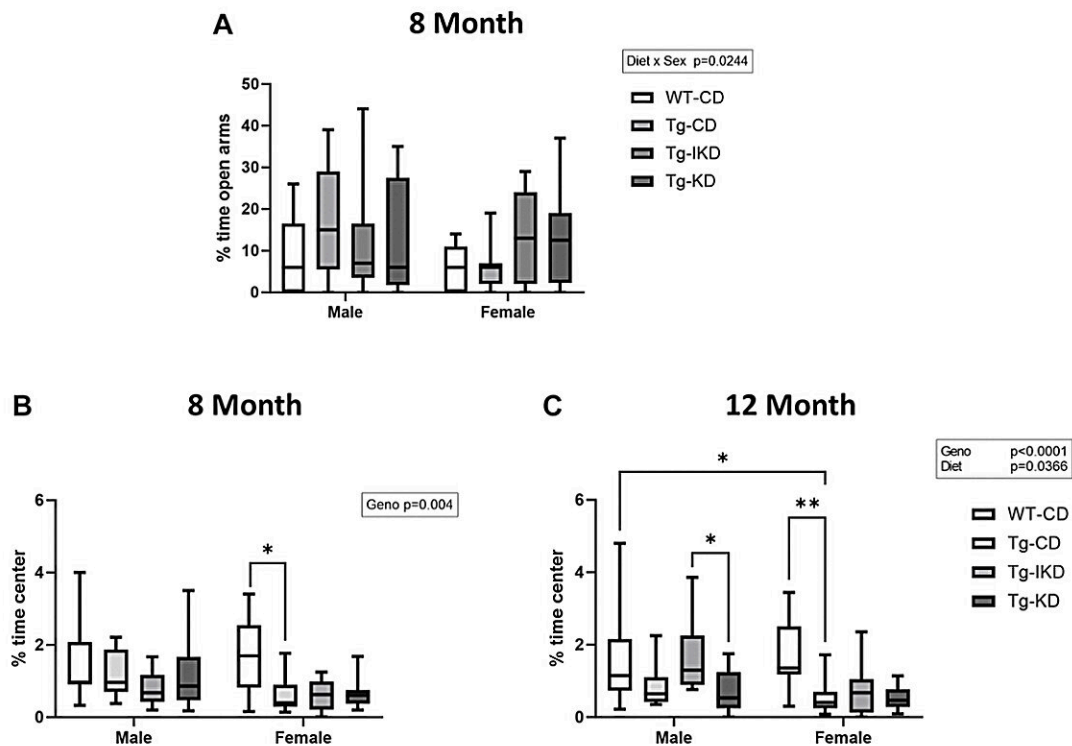 A
8 Month
Diet x Sex p=0.0244
WT-CD
Tg-CD
Tg-IKD
Tg-KD
% time open arms
50
40
30
20
10
0
Male Female
B
8 Month
Geno p=0.004
% time center
6
4
2
0
*
Male Female
C
12 Month
Geno p<0.0001
Diet p=0.0366
WT-CD
Tg-CD
Tg-IKD
Tg-KD
% time center
6
4
2
0
*
*
**
Male Female